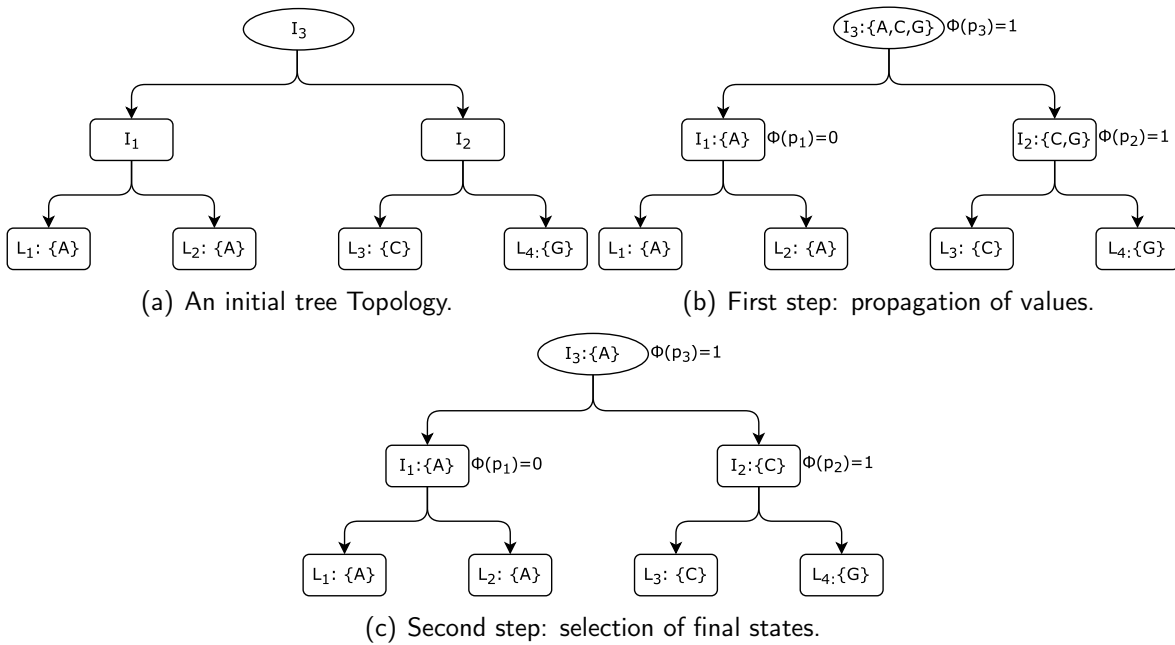 I₃
I₁
I₂
L₁: {A}
L₂: {A}
L₃: {C}
L₄:{G}
(a) An initial tree Topology.
I₃:{A,C,G} Φ(p₃)=1
I₁:{A} Φ(p₁)=0
I₂:{C,G} Φ(p₂)=1
L₁: {A}
L₂: {A}
L₃: {C}
L₄:{G}
(b) First step: propagation of values.
I₃:{A} Φ(p₃)=1
I₁:{A} Φ(p₁)=0
I₂:{C} Φ(p₂)=1
L₁: {A}
L₂: {A}
L₃: {C}
L₄:{G}
(c) Second step: selection of final states.